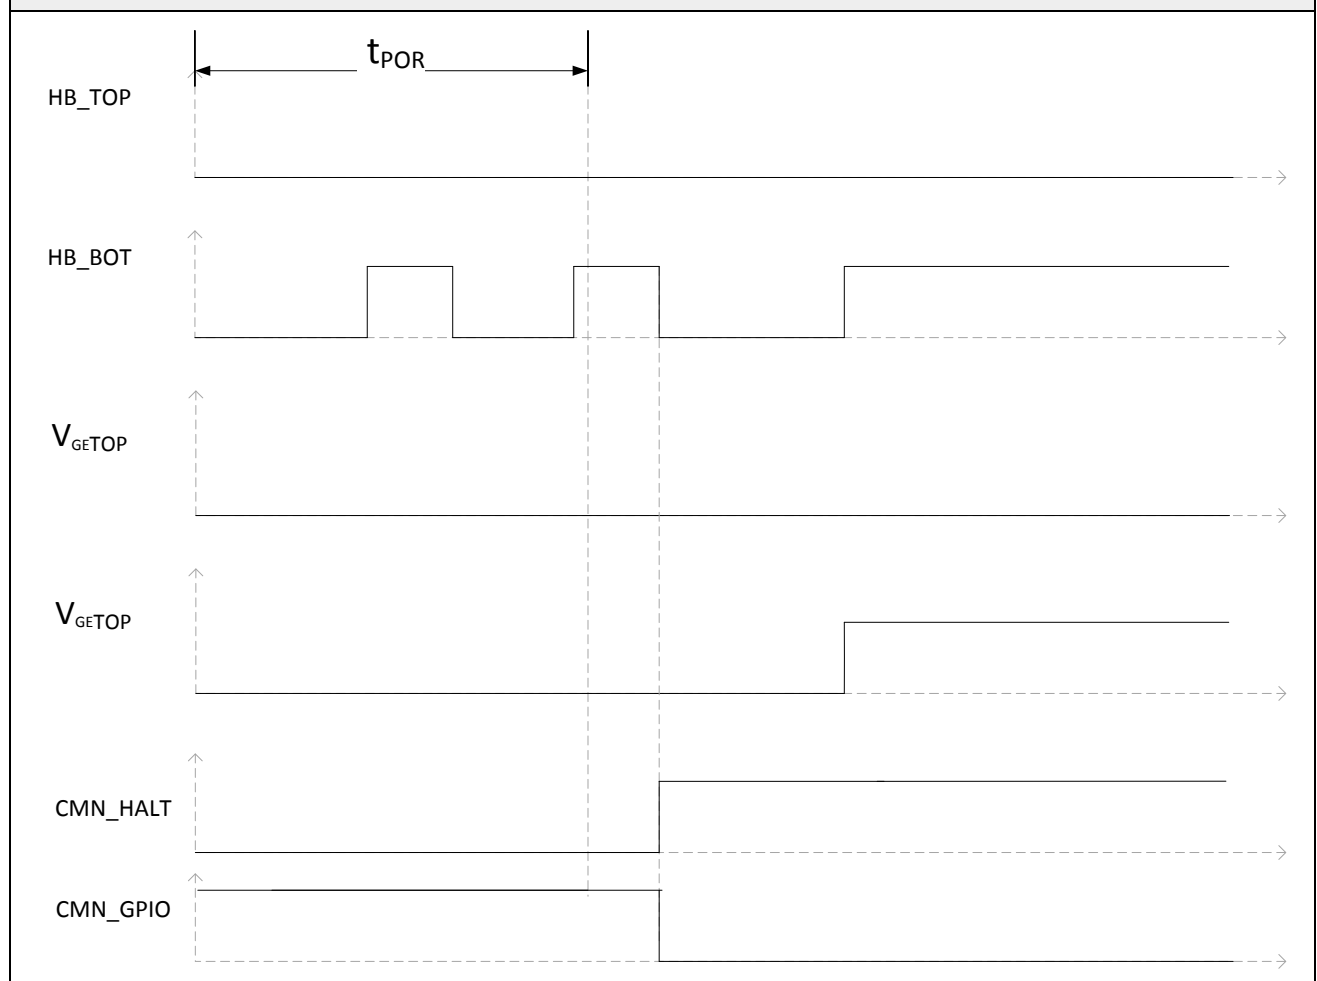 tPOR
HB_TOP
HB_BOT
VGETOP
VGETOP
CMN_HALT
CMN_GPIO